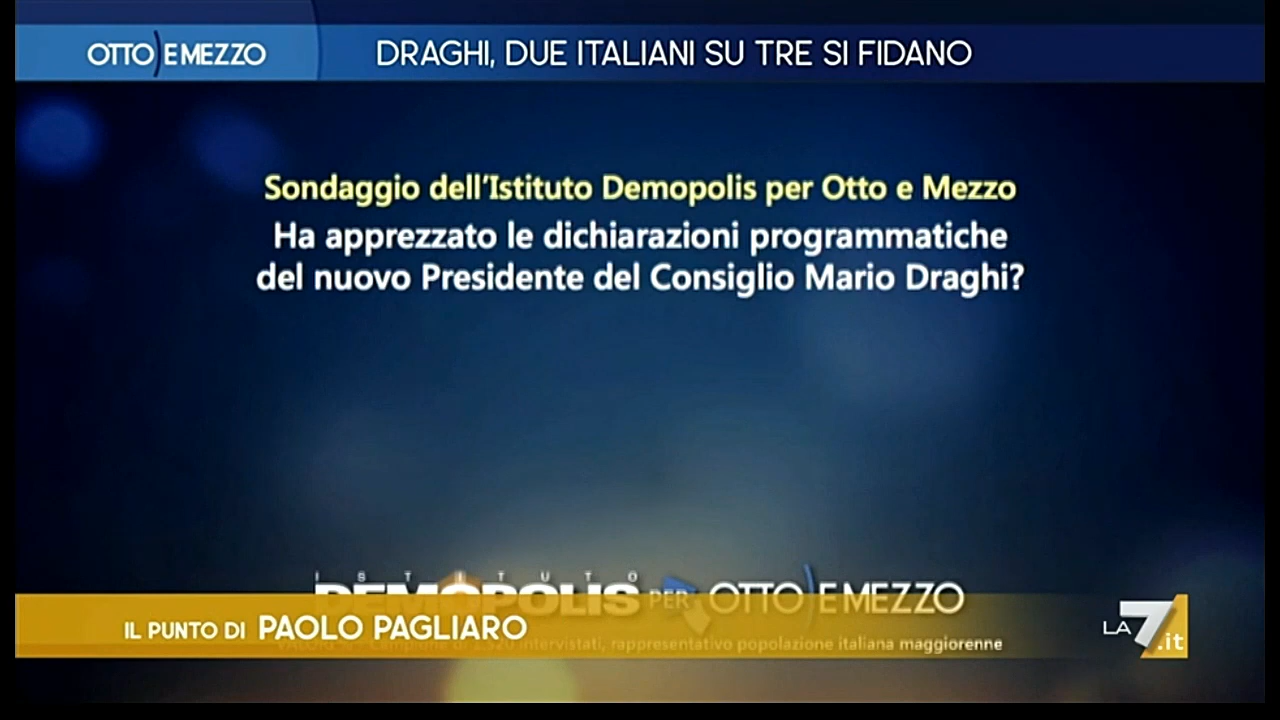 OTTO E MEZZO
DRAGHI, DUE ITALIANI SU TRE SI FIDANO
Sondaggio dell'Istituto Demopolis per Otto e Mezzo
Ha apprezzato le dichiarazioni programmatiche
del nuovo Presidente del Consiglio Mario Draghi?
ISTITUTO
DEMOPOLIS PER OTTO E MEZZO
IL PUNTO DI PAOLO PAGLIARO
intervistati, rappresentativo popolazione italiana maggiorenne
LA7.it